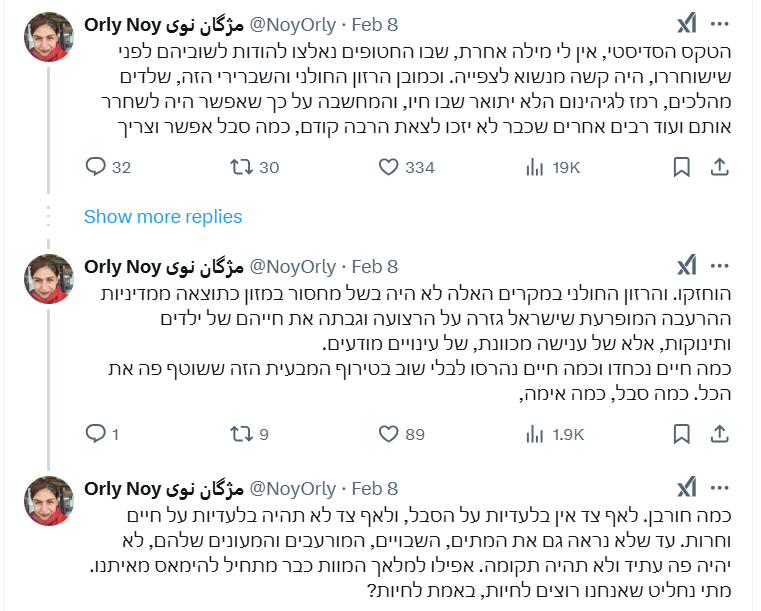 Orly Noy مژگان نوی @NoyOrly · Feb 8
הטקס הסדיסטי, אין לי מילה אחרת, שבו החטופים נאלצו להודות לשוביהם לפני
שישוחררו, היה קשה מנשוא לצפייה. וכמובן הרזון החולני והשברירי הזה, שלדים
מהלכים, רמז לגיהינום הלא יתואר שבו חיו, והמחשבה על כך שאפשר היה לשחרר
אותם ועוד רבים אחרים שכבר לא יזכו לצאת הרבה קודם, כמה סבל אפשר וצריך
32 30 334 19K
Show more replies
Orly Noy مژگان نوی @NoyOrly · Feb 8
הוחזקו. והרזון החולני במקרים האלה לא היה בשל מחסור במזון כתוצאה ממדיניות
ההרעבה המופרעת שישראל גזרה על הרצועה וגבתה את חייהם של ילדים
ותינוקות, אלא של ענישה מכוונת, של עינויים מודעים.
כמה חיים נכחדו וכמה חיים נהרסו לבלי שוב בטירוף המבעית הזה ששוטף פה את
הכל. כמה סבל, כמה אימה,
1 9 89 1.9K
Orly Noy مژگان نوی @NoyOrly · Feb 8
כמה חורבן. לאף צד אין בלעדיות על הסבל, ולאף צד לא תהיה בלעדיות על חיים
וחרות. עד שלא נראה גם את המתים, השבויים, המורעבים והמעונים שלהם, לא
יהיה פה עתיד ולא תהיה תקומה. אפילו למלאך המוות כבר מתחיל להימאס מאיתנו.
מתי נחליט שאנחנו רוצים לחיות, באמת לחיות?